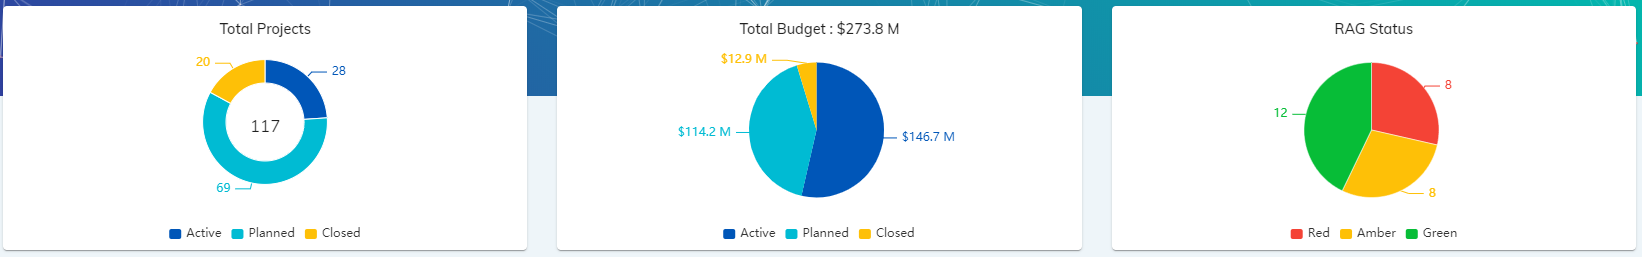 Total Projects
20
28
117
69
Active Planned Closed
Total Budget : $273.8 M
$12.9 M
$114.2 M
$146.7 M
Active Planned Closed
RAG Status
8
12
8
Red Amber Green